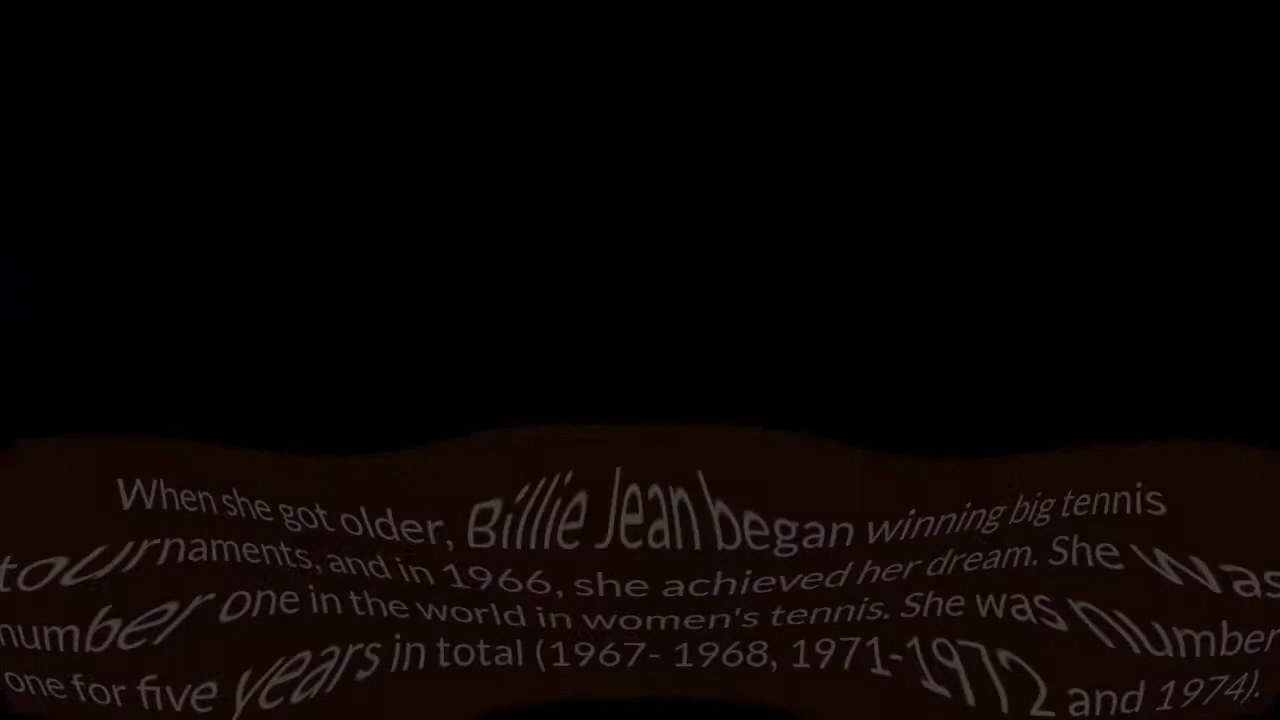 When she got older, Billie Jean began winning big tennis
tournaments, and in 1966, she achieved her dream. She was
number one in the world in women's tennis. She was number
one for five years in total (1967- 1968, 1971-1972 and 1974).